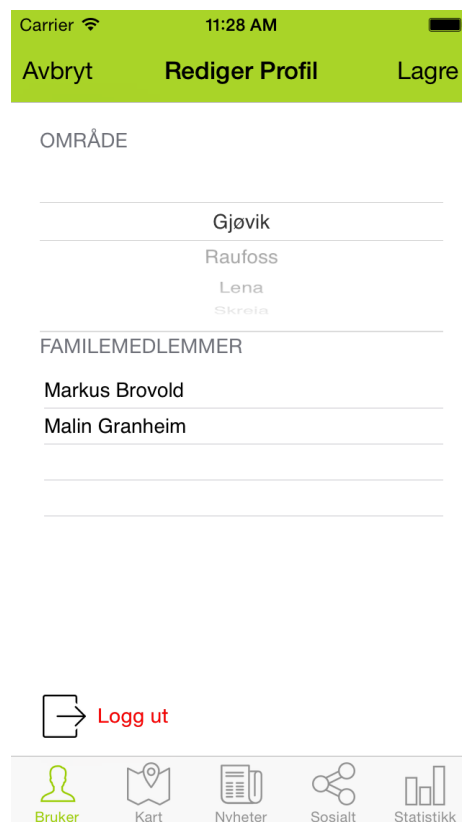 Carrier 11:28 AM
Avbryt Rediger Profil Lagre
OMRÅDE
Gjøvik
Raufoss
Lena
Skreia
FAMILEMEDLEMMER
Markus Brovold
Malin Granheim
Logg ut
Bruker Kart Nyheter Sosialt Statistikk